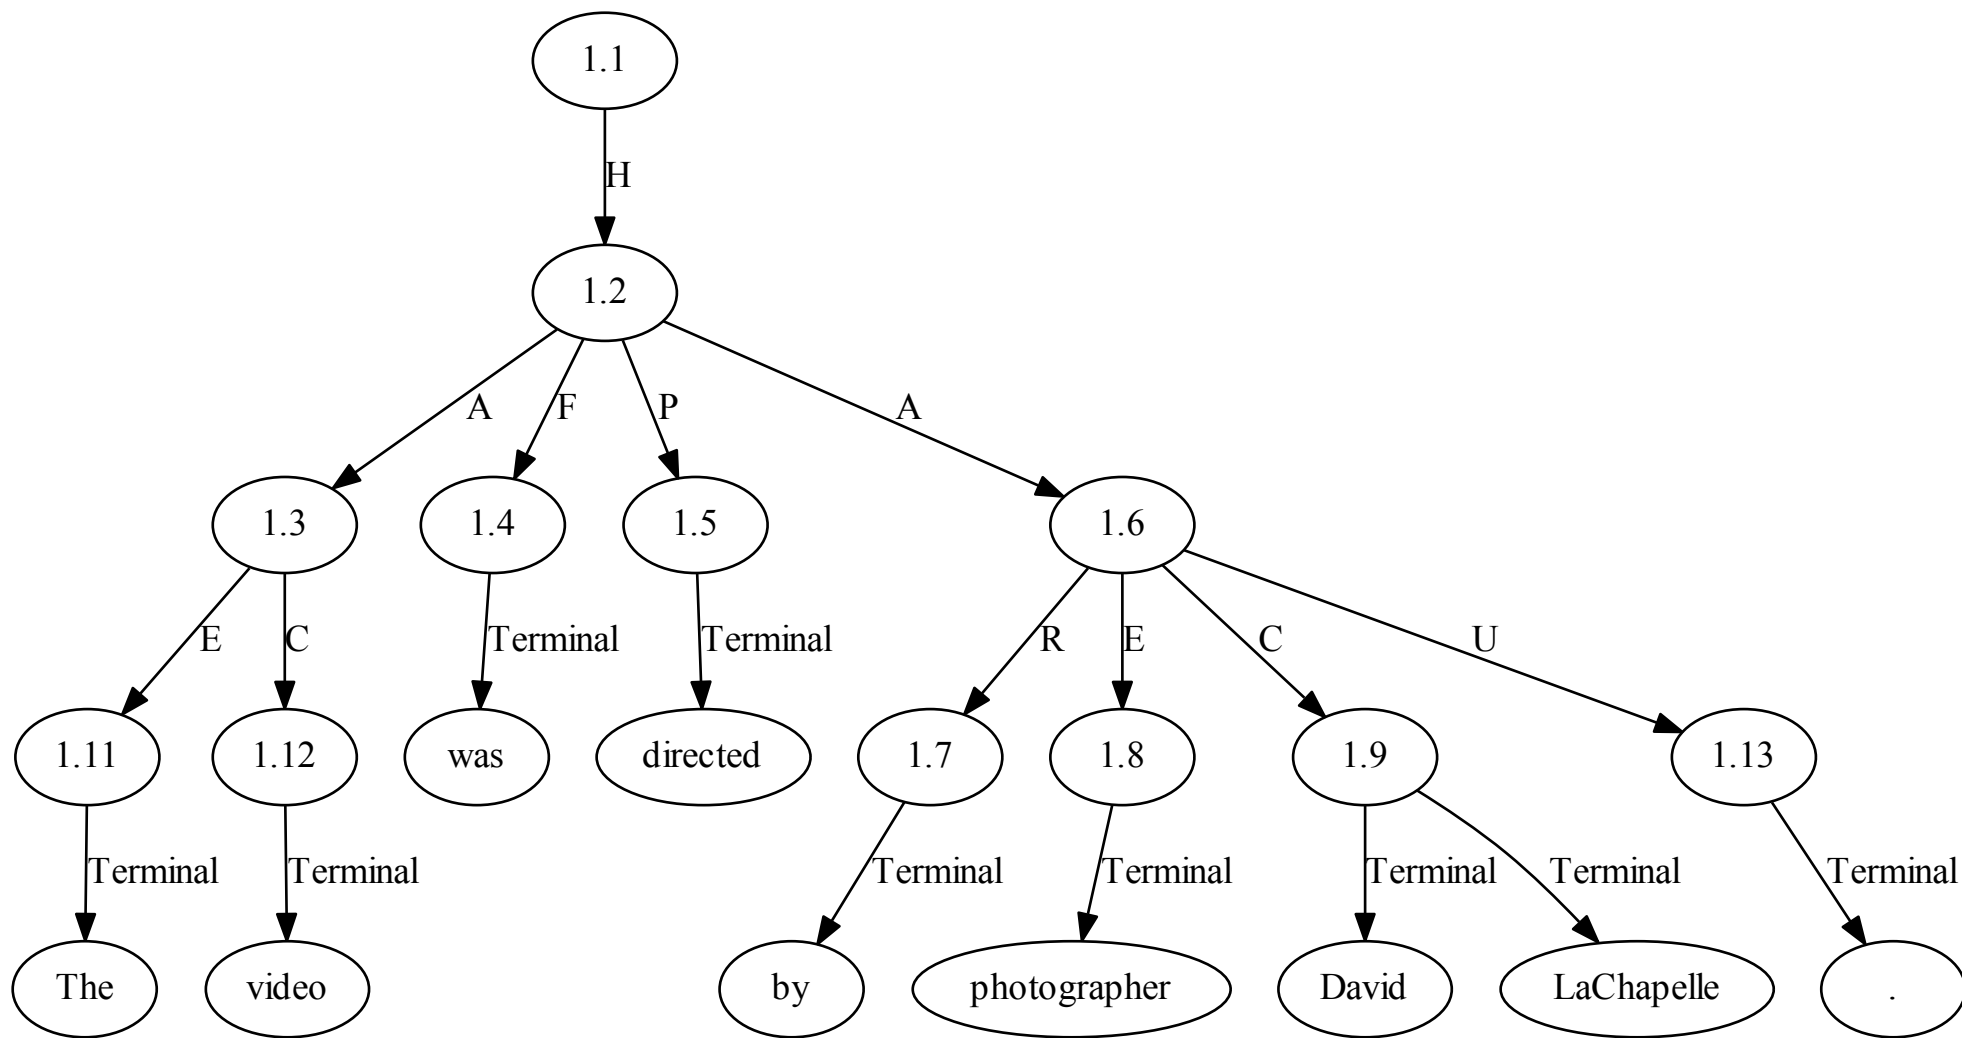 1.1
H
1.2
A F P A
1.3 1.4 1.5 1.6
E C Terminal Terminal R E C U
1.11 1.12 was directed 1.7 1.8 1.9 1.13
Terminal Terminal Terminal Terminal Terminal Terminal Terminal
The video by photographer David LaChapelle .